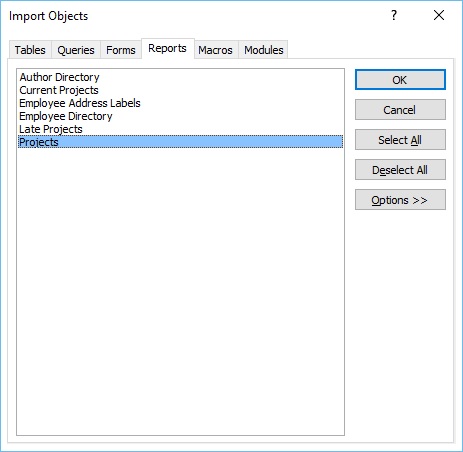 Import Objects ?
Tables Queries Forms Reports Macros Modules
Author Directory
Current Projects
Employee Address Labels
Employee Directory
Late Projects
Projects
OK
Cancel
Select All
Deselect All
Options >>